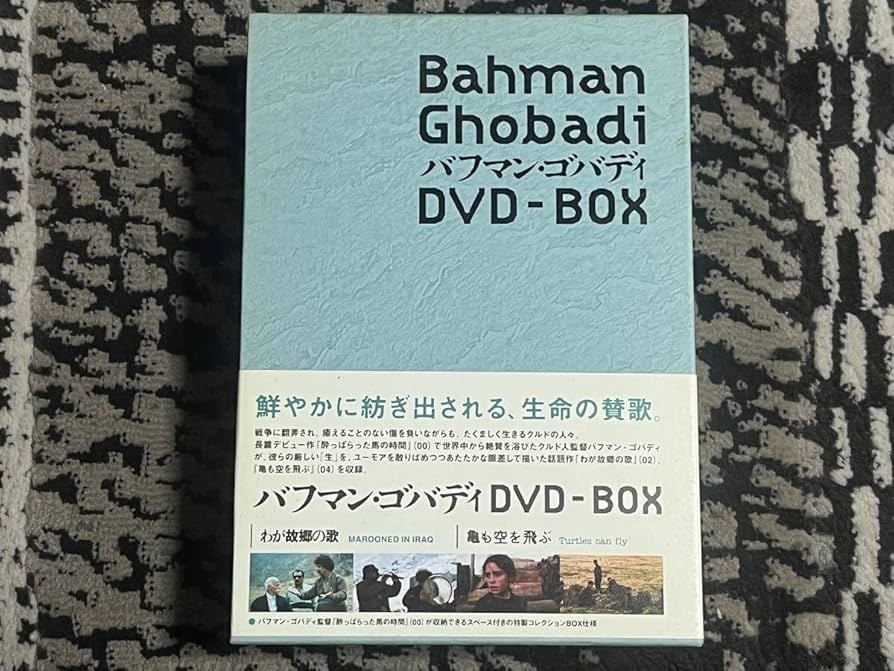 Bahman
Ghobadi
バフマン・ゴバディ
DVD-BOX
鮮やかに紡ぎ出される、生命の賛歌。
戦争に翻弄され、癒えることのない傷を負いながらも、たくましく生きるクルドの人々。
長篇デビュー作『酔っぱらった馬の時間』(00)で世界中から絶賛を浴びたクルド人監督バフマン・ゴバディ
が、彼らの厳しい「生」を、ユーモアを散りばめつつあたたかな眼差しで描いた話題作『わが故郷の歌』(02)、
『亀も空を飛ぶ』(04)を収録。
バフマン・ゴバディDVD-BOX
わが故郷の歌 MAROONED IN IRAQ
亀も空を飛ぶ Turtles can fly
●バフマン・ゴバディ監督『酔っぱらった馬の時間』(00)が収納できるスペース付きの特製コレクションBOX仕様